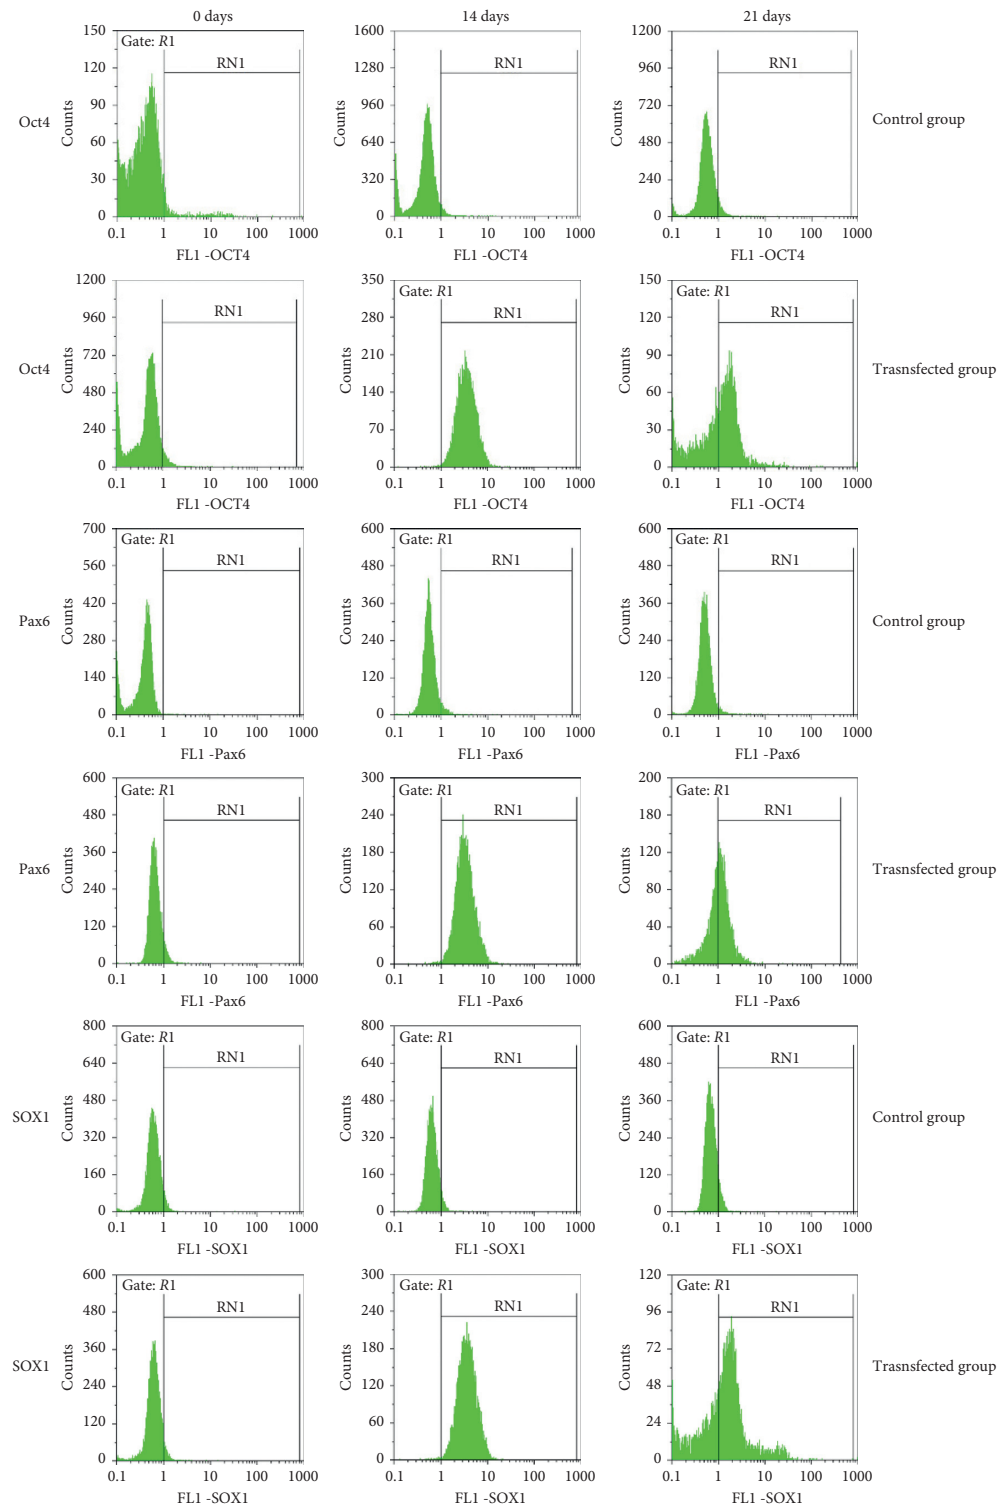 0 days 14 days 21 days
150 1600 1200
Gate: R1
RN1 RN1 RN1
120 1280 960
90 960 720
Oct4 Counts Counts Counts Control group
60 640 480
30 320 240
0 0 0
0.1 1 10 100 1000 0.1 1 10 100 1000 0.1 1 10 100 1000
FL1 -OCT4 FL1 -OCT4 FL1 -OCT4
1200 350 150
Gate: R1 Gate: R1
RN1 RN1 RN1
960 280 120
720 210 90
Oct4 Counts Counts Counts Trasnsfected group
480 140 60
240 70 30
0 0 0
0.1 1 10 100 1000 0.1 1 10 100 1000 0.1 1 10 100 1000
FL1 -OCT4 FL1 -OCT4 FL1 -OCT4
700 600 600
Gate: R1 Gate: R1 Gate: R1
RN1 RN1 RN1
560 480 480
420 360 360
Pax6 Counts Counts Counts Control group
280 240 240
140 120 120
0 0 0
0.1 1 10 100 1000 0.1 1 10 100 1000 0.1 1 10 100 1000
FL1 -Pax6 FL1 -Pax6 FL1 -Pax6
600 300 200
Gate: R1 Gate: R1 Gate: R1
RN1 RN1 RN1
480 240 180
360 180 120
Pax6 Counts Counts Counts Trasnsfected group
240 120 80
120 60 40
0 0 0
0.1 1 10 100 1000 0.1 1 10 100 1000 0.1 1 10 100 1000
FL1 -Pax6 FL1 -Pax6 FL1 -Pax6
800 800 600
Gate: R1 Gate: R1 Gate: R1
RN1 RN1 RN1
640 640 480
480 480 360
SOX1 Counts Counts Counts Control group
320 320 240
160 160 120
0 0 0
0.1 1 10 100 1000 0.1 1 10 100 1000 0.1 1 10 100 1000
FL1 -SOX1 FL1 -SOX1 FL1 -SOX1
600 300 120
Gate: R1 Gate: R1 Gate: R1
RN1 RN1 RN1
480 240 96
360 180 72
SOX1 Counts Counts Counts Trasnsfected group
240 120 48
120 60 24
0 0 0
0.1 1 10 100 1000 0.1 1 10 100 1000 0.1 1 10 100 1000
FL1 -SOX1 FL1 -SOX1 FL1 -SOX1